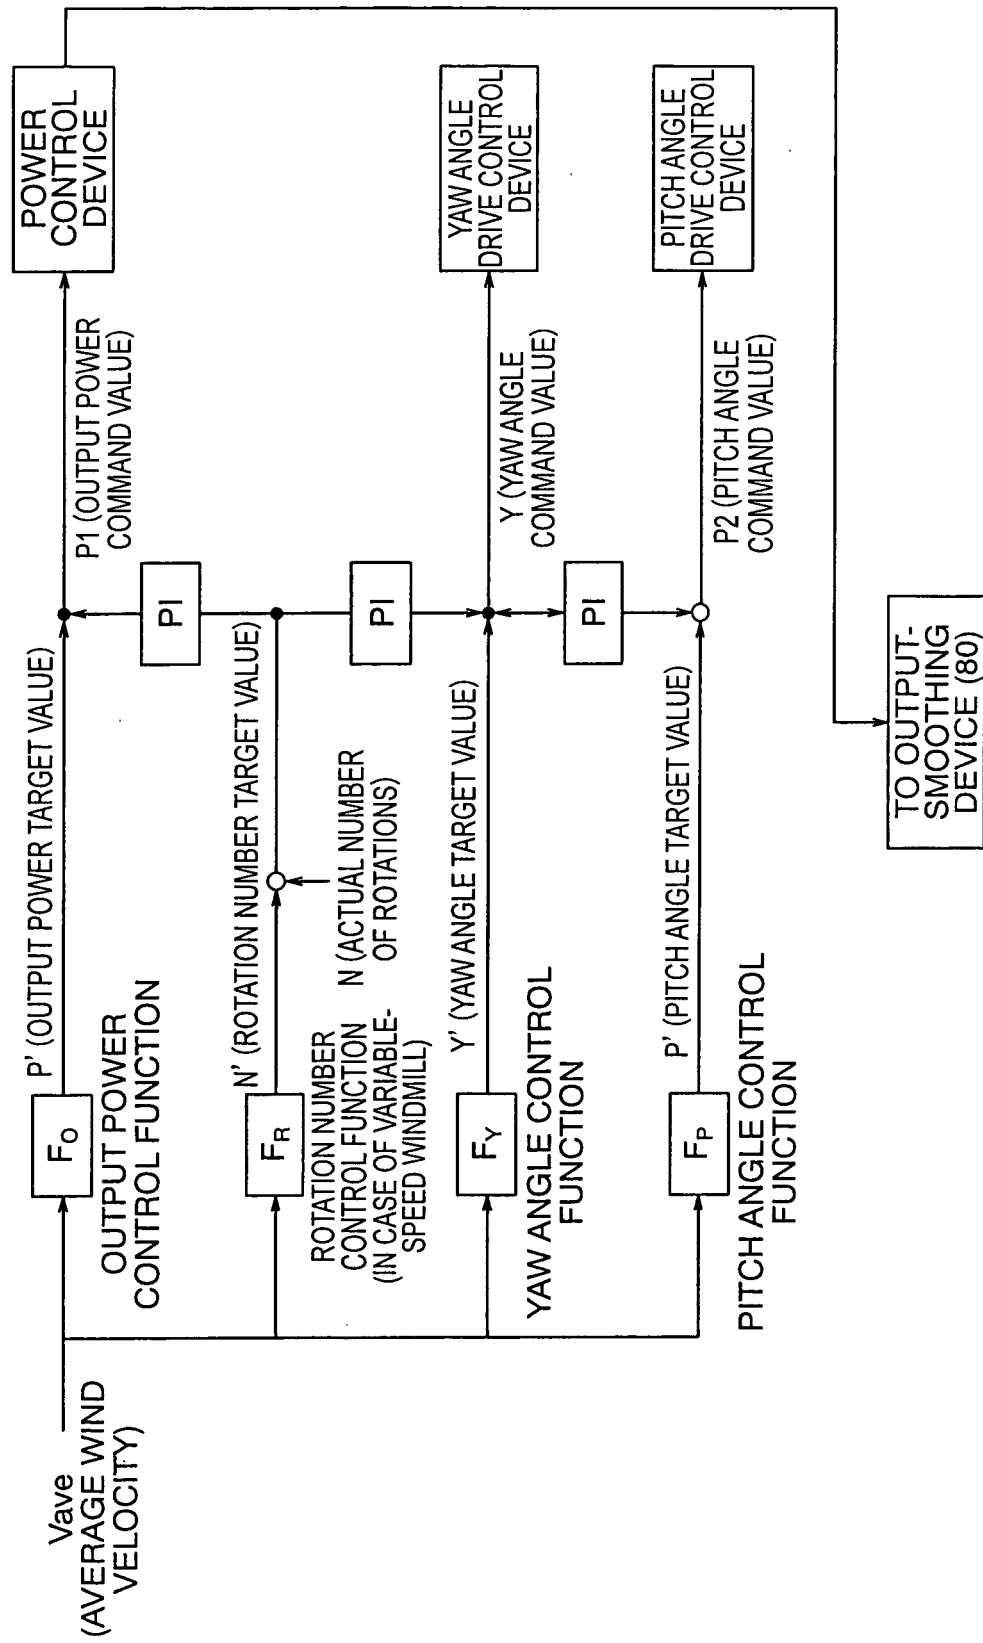 Vave
(AVERAGE WIND
VELOCITY)
FO
OUTPUT POWER
CONTROL FUNCTION
P' (OUTPUT POWER TARGET VALUE)
PI
P1 (OUTPUT POWER
COMMAND VALUE)
POWER
CONTROL
DEVICE
FR
ROTATION NUMBER
CONTROL FUNCTION
(IN CASE OF VARIABLE-
SPEED WINDMILL)
N' (ROTATION NUMBER TARGET VALUE)
N (ACTUAL NUMBER
OF ROTATIONS)
PI
FY
YAW ANGLE CONTROL
FUNCTION
Y' (YAW ANGLE TARGET VALUE)
Y (YAW ANGLE
COMMAND VALUE)
YAW ANGLE
DRIVE CONTROL
DEVICE
PI
FP
PITCH ANGLE CONTROL
FUNCTION
P' (PITCH ANGLE TARGET VALUE)
P2 (PITCH ANGLE
COMMAND VALUE)
PITCH ANGLE
DRIVE CONTROL
DEVICE
TO OUTPUT-
SMOOTHING
DEVICE (80)